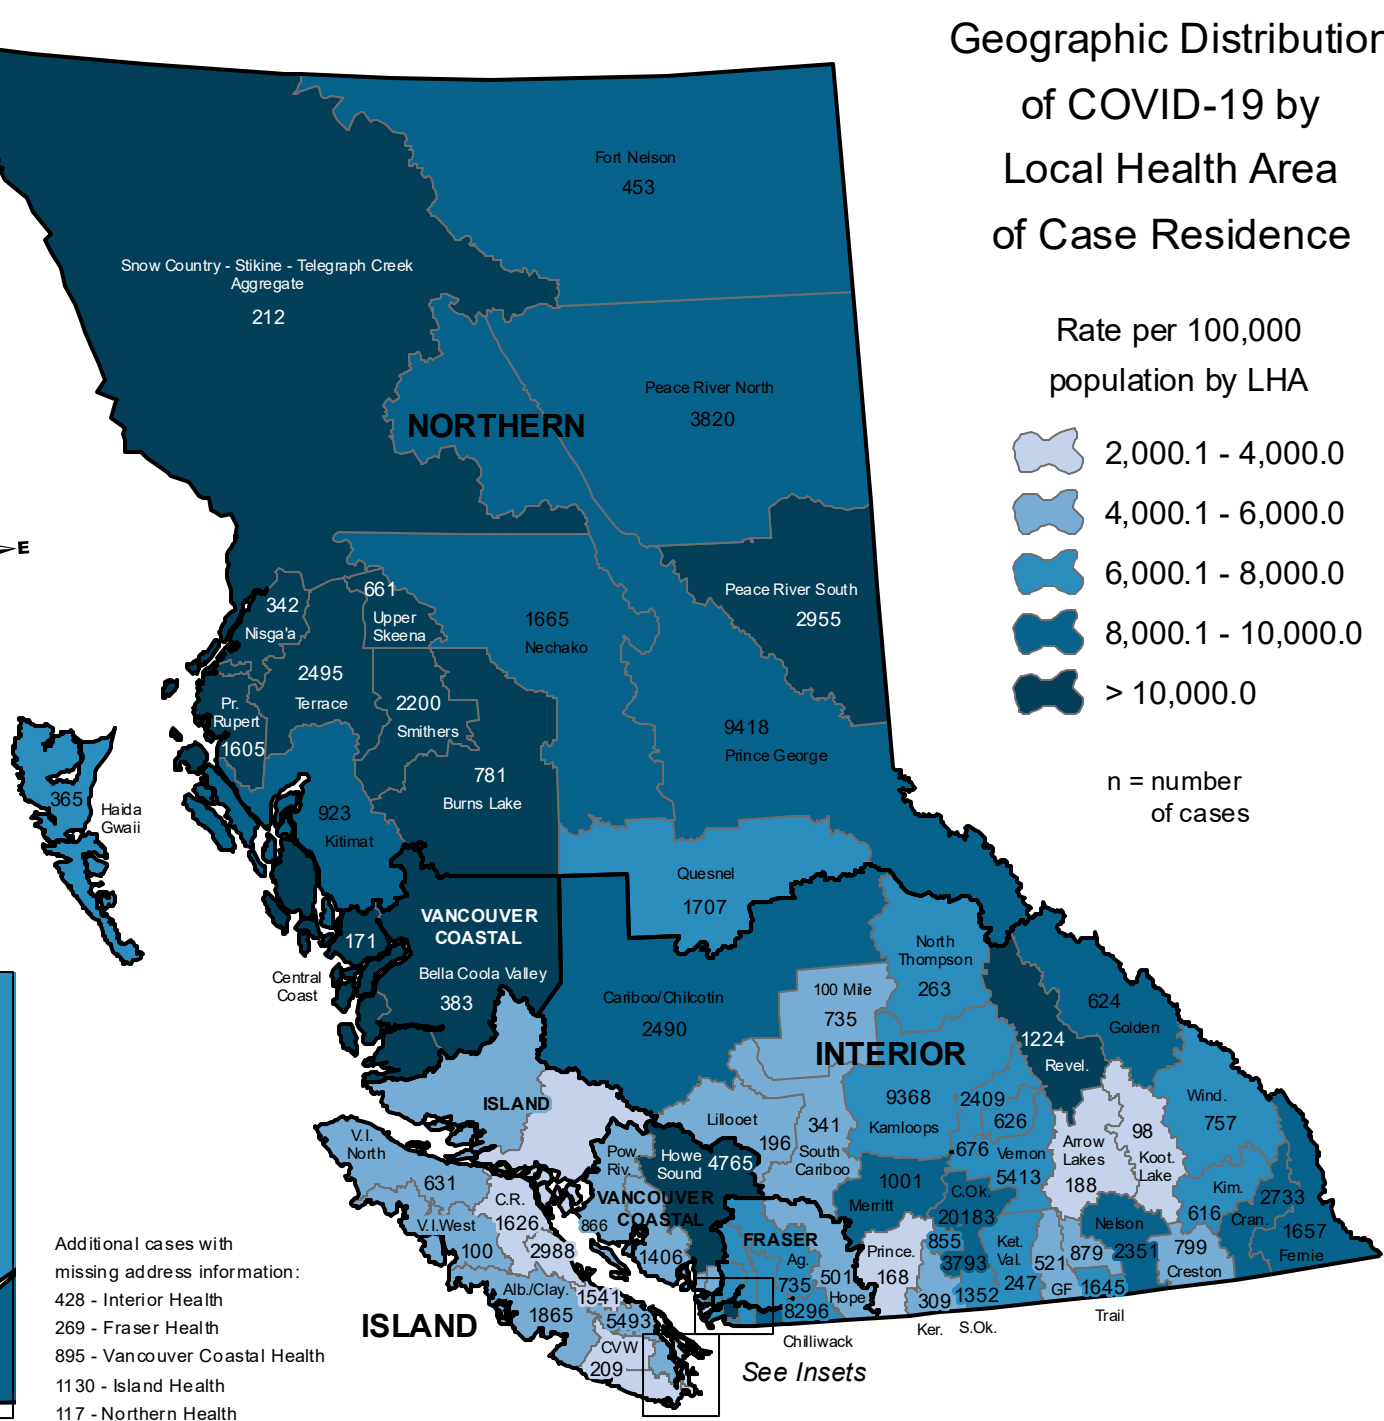 Geographic Distribution
of COVID-19 by
Local Health Area
of Case Residence
Rate per 100,000
population by LHA
2,000.1 - 4,000.0
4,000.1 - 6,000.0
6,000.1 - 8,000.0
8,000.1 - 10,000.0
> 10,000.0
n = number
of cases
Fort Nelson
453
Snow Country - Stikine - Telegraph Creek
Aggregate
212
Peace River North
3820
NORTHERN
E
Peace River South
2955
661
Upper
Skeena
342
Nisga'a
1665
Nechako
2495
Terrace
2200
Smithers
Pr.
Rupert
1605
9418
Prince George
781
Burns Lake
365
Haida
Gwaii
923
Kitimat
Quesnel
1707
VANCOUVER
COASTAL
171
Central
Coast
Bella Coola Valley
383
North
Thompson
263
Cariboo/Chilcotin
2490
100 Mile
735
624
Golden
INTERIOR
1224
Revel.
ISLAND
9368
Kamloops
2409
626
Wind.
757
Lillooet
196
341
South
Cariboo
676
Vernon
5413
Arrow
Lakes
188
98
Koot.
Lake
V.I.
North
631
Pow.
Riv.
Howe
Sound
4765
1001
Merritt
C.Ok.
20183
Kim.
616
2733
Cran.
C.R.
1626
VANCOUVER
COASTAL
866
V.I.West
100
2988
1406
FRASER
Ag.
735
501
Hope
8296
Chilliwack
Prince.
168
855
3793
Ket.
Val.
247
521
GF
Nelson
879
2351
799
Creston
1657
Fernie
309
Ker.
1352
S.Ok.
1645
Trail
Alb./Clay.
1865
1541
5493
CVW
209
ISLAND
See Insets
Additional cases with
missing address information:
428 - Interior Health
269 - Fraser Health
895 - Vancouver Coastal Health
1130 - Island Health
117 - Northern Health